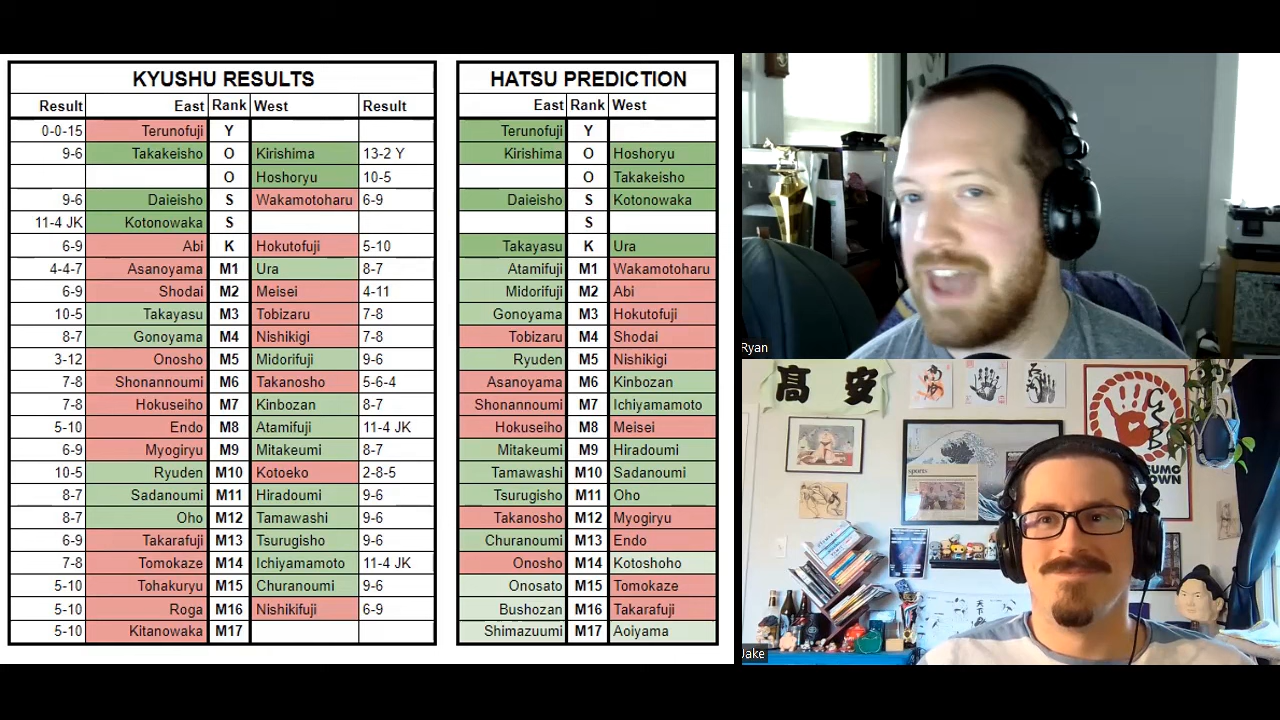 KYUSHU RESULTS
Result East Rank West Result
0-0-15 Terunofuji Y
9-6 Takakeisho O Kirishima 13-2 Y
O Hoshoryu 10-5
9-6 Daieisho S Wakamotoharu 6-9
11-4 JK Kotonowaka S
6-9 Abi K Hokutofuji 5-10
4-4-7 Asanoyama M1 Ura 8-7
6-9 Shodai M2 Meisei 4-11
10-5 Takayasu M3 Tobizaru 7-8
8-7 Gonoyama M4 Nishikigi 7-8
3-12 Onosho M5 Midorifuji 9-6
7-8 Shonannoumi M6 Takanosho 5-6-4
7-8 Hokuseiho M7 Kinbozan 8-7
5-10 Endo M8 Atamifuji 11-4 JK
6-9 Myogiryu M9 Mitakeumi 8-7
10-5 Ryuden M10 Kotoeko 2-8-5
8-7 Sadanoumi M11 Hiradoumi 9-6
8-7 Oho M12 Tamawashi 9-6
6-9 Takarafuji M13 Tsurugisho 9-6
7-8 Tomokaze M14 Ichiyamamoto 11-4 JK
5-10 Tohakuryu M15 Churanoumi 9-6
5-10 Roga M16 Nishikifuji 6-9
5-10 Kitanowaka M17
HATSU PREDICTION
East Rank West
Terunofuji Y
Kirishima O Hoshoryu
O Takakeisho
Daieisho S Kotonowaka
S
Takayasu K Ura
Atamifuji M1 Wakamotoharu
Midorifuji M2 Abi
Gonoyama M3 Hokutofuji
Tobizaru M4 Shodai
Ryuden M5 Nishikigi
Asanoyama M6 Kinbozan
Shonannoumi M7 Ichiyamamoto
Hokuseiho M8 Meisei
Mitakeumi M9 Hiradoumi
Tamawashi M10 Sadanoumi
Tsurugisho M11 Oho
Takanosho M12 Myogiryu
Churanoumi M13 Endo
Onosho M14 Kotoshoho
Onosato M15 Tomokaze
Bushozan M16 Takarafuji
Shimazuumi M17 Aoiyama
Ryan
髙安
sports
SUMO
Jake